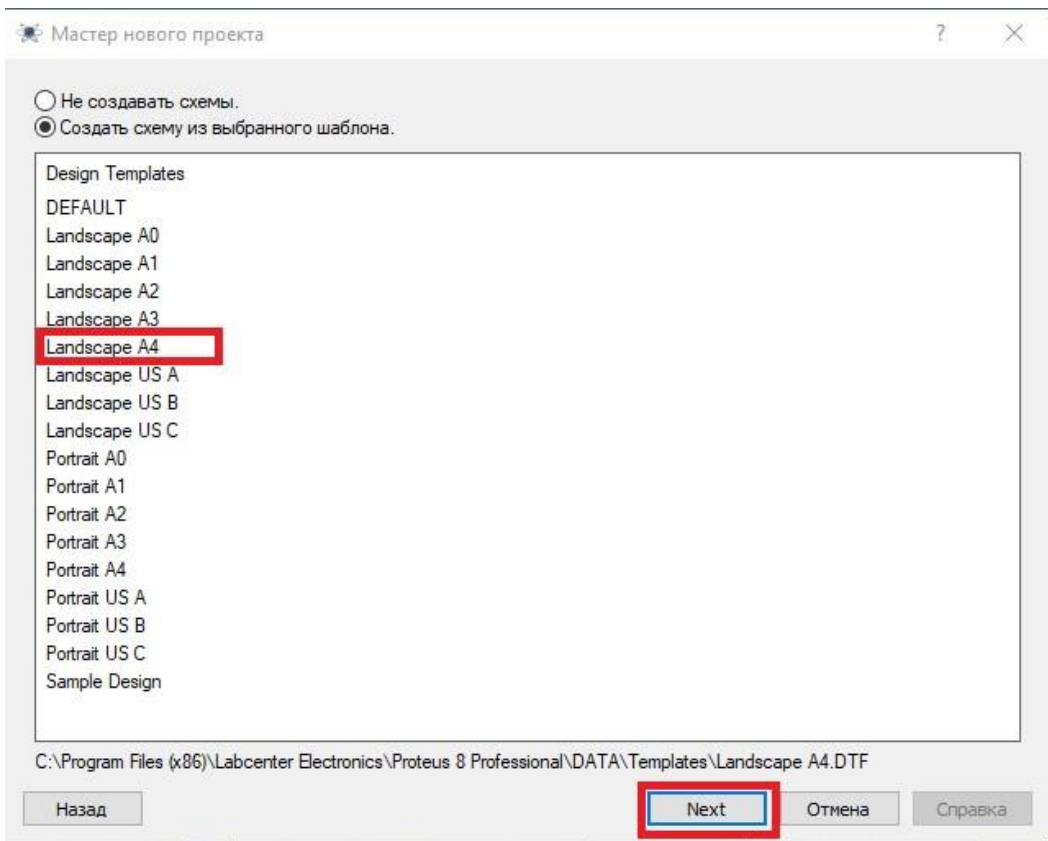 Мастер нового проекта
Не создавать схемы.
Создать схему из выбранного шаблона.
Design Templates
DEFAULT
Landscape A0
Landscape A1
Landscape A2
Landscape A3
Landscape A4
Landscape US A
Landscape US B
Landscape US C
Portrait A0
Portrait A1
Portrait A2
Portrait A3
Portrait A4
Portrait US A
Portrait US B
Portrait US C
Sample Design
C:\Program Files (x86)\Labcenter Electronics\Proteus 8 Professional\DATA\Templates\Landscape A4.DTF
Назад Next Отмена Справка